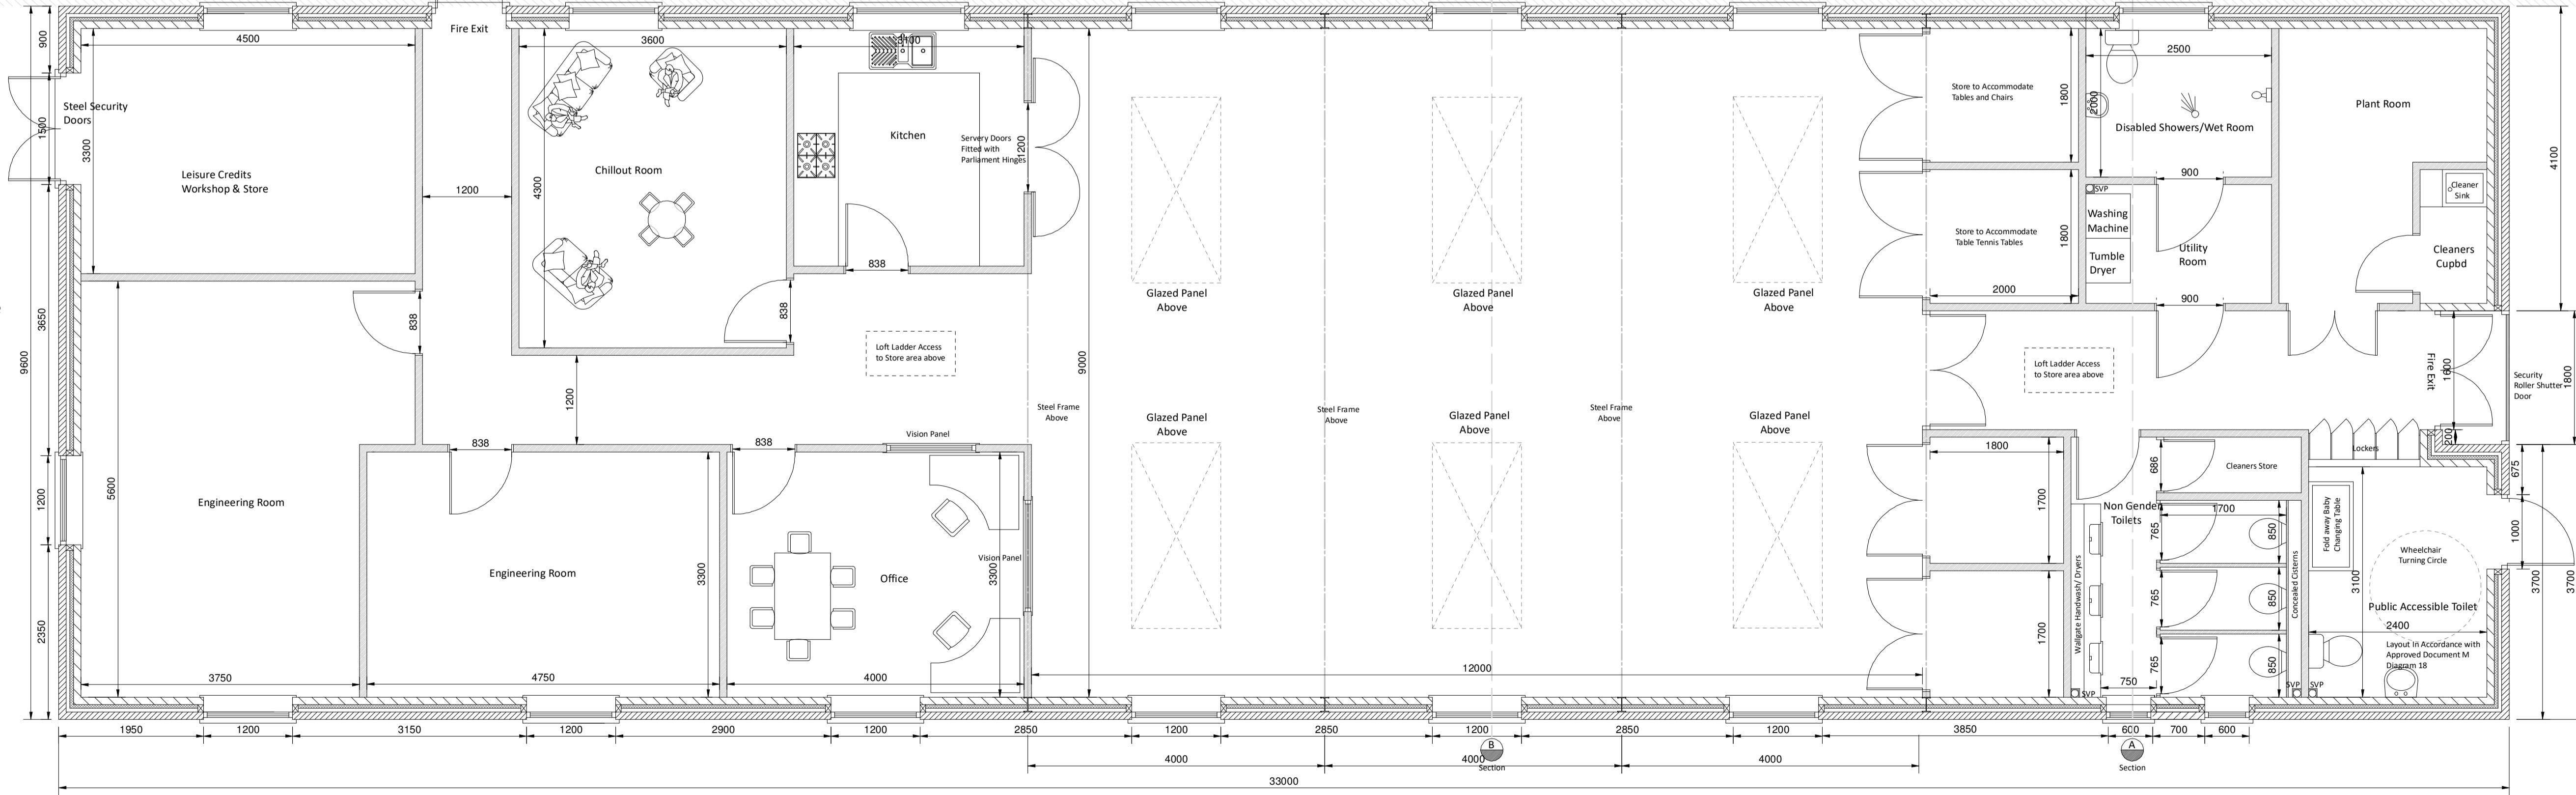 Fire Exit
4500
3600
3100
900
Steel Security
Doors
1500
3300
Leisure Credits
Workshop & Store
1200
4300
Chillout Room
Kitchen
Servery Doors
Fitted with
Parliament Hinges
1200
838
838
838
Glazed Panel
Above
Glazed Panel
Above
Glazed Panel
Above
Store to Accommodate
Tables and Chairs
1800
Store to Accommodate
Table Tennis Tables
1800
2000
2500
2000
Disabled Showers/Wet Room
900
SVP
Washing
Machine
Tumble
Dryer
Utility
Room
900
Plant Room
Cleaner
Sink
Cleaners
Cupbd
4100
9600
3650
1200
2350
5600
Loft Ladder Access
to Store area above
1200
9000
Steel Frame
Above
Steel Frame
Above
Steel Frame
Above
Glazed Panel
Above
Glazed Panel
Above
Glazed Panel
Above
Loft Ladder Access
to Store area above
Fire Exit
1600
Security
Roller Shutter
Door
1800
200
Lockers
675
Vision Panel
838
838
Engineering Room
Engineering Room
3300
Office
Vision Panel
3300
3750
4750
4000
12000
1800
1700
1700
Non Gender
Toilets
686
Cleaners Store
1700
765
850
765
850
765
850
Wallgate Handwash/ Dryers
Concealed Cisterns
750
SVP
SVP
SVP
Fold away Baby
Changing Table
3100
Wheelchair
Turning Circle
Public Accessible Toilet
2400
Layout In Accordance with
Approved Document M
Diagram 18
1000
3700
3700
1950
1200
3150
1200
2900
1200
2850
1200
2850
1200
2850
1200
3850
600
700
600
B
Section
A
Section
4000
4000
4000
33000